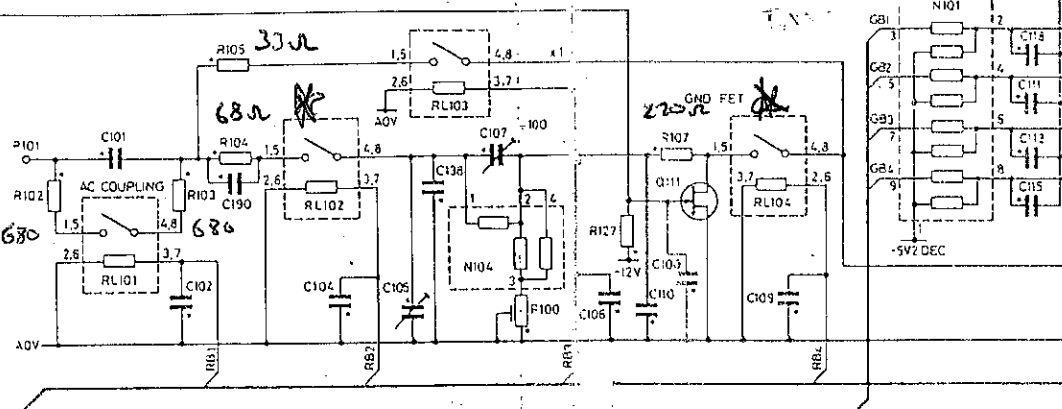 N101
GB1
2
3
C118
R105
33Ω
1,5
4,8
x1
2,6
3,7
RL103
A0V
GB2
4
5
C111
68Ω
÷100
220Ω
GND FET
GB3
5
7
C113
P101
C101
R104
1,5
4,8
C107
R107
1,5
4,8
GB4
8
9
C115
R102
AC COUPLING
R103
C190
2,6
3,7
RL102
C138
1
2
4
Q111
3,7
2,6
RL104
1
-5V2 DEC
680
1,5
4,8
680
R127
-12V
2,6
3,7
RL101
C102
C104
C105
N104
3
R100
C106
C110
C108
C109
A0V
RB1
RB2
RB3
RB4